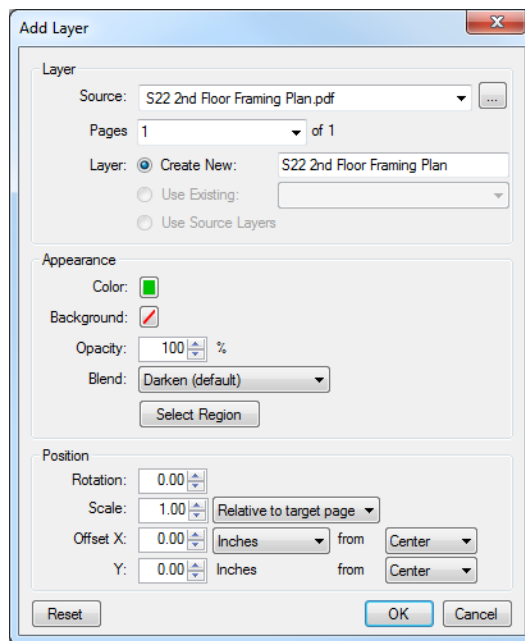 Add Layer
Layer
Source: S22 2nd Floor Framing Plan.pdf ...
Pages 1 of 1
Layer: Create New: S22 2nd Floor Framing Plan
Use Existing:
Use Source Layers
Appearance
Color:
Background:
Opacity: 100 %
Blend: Darken (default)
Select Region
Position
Rotation: 0.00
Scale: 1.00 Relative to target page
Offset X: 0.00 Inches from Center
Y: 0.00 Inches from Center
Reset OK Cancel